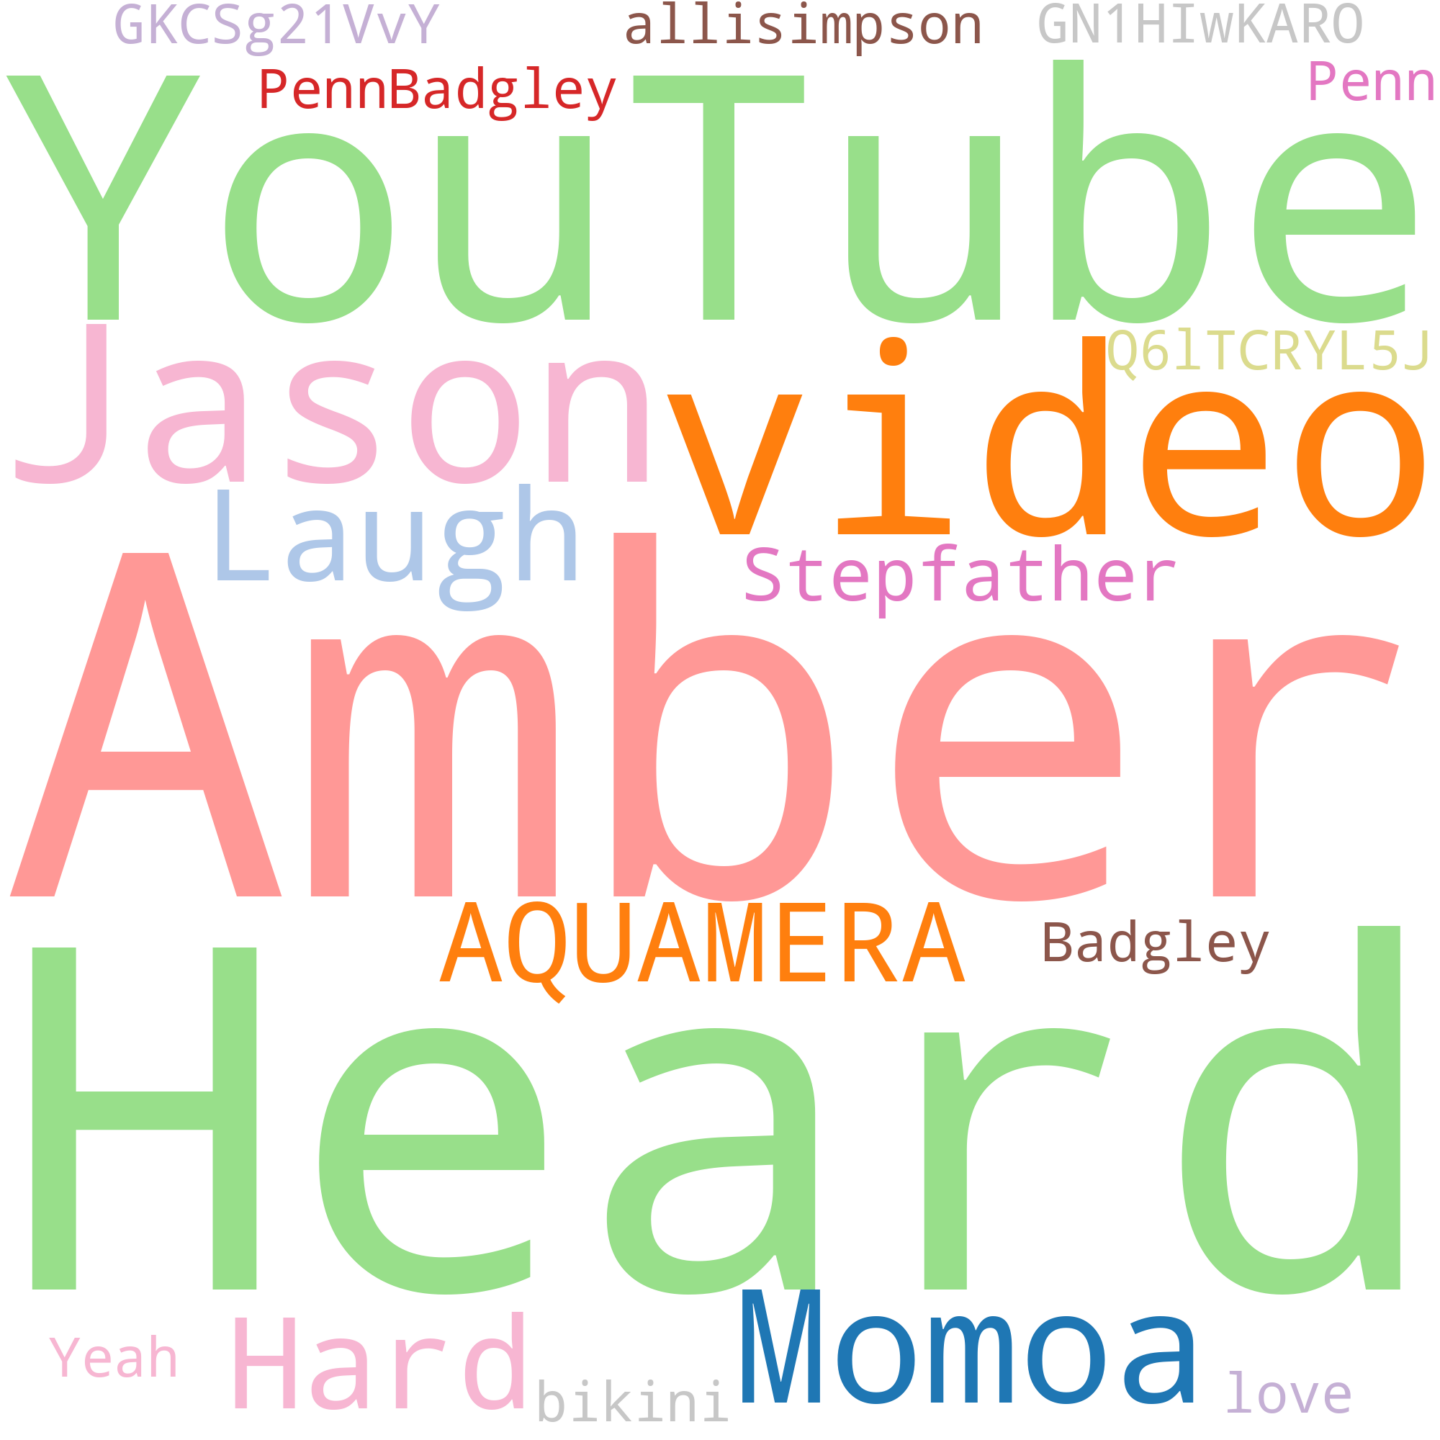 GKCSg21VvY allisimpson GN1HIwKARO
PennBadgley Penn
YouTube
Jason video Q6lTCRYL5J
Laugh Stepfather
Amber
AQUAMERA Badgley
Heard
Yeah Hard bikini Momoa love